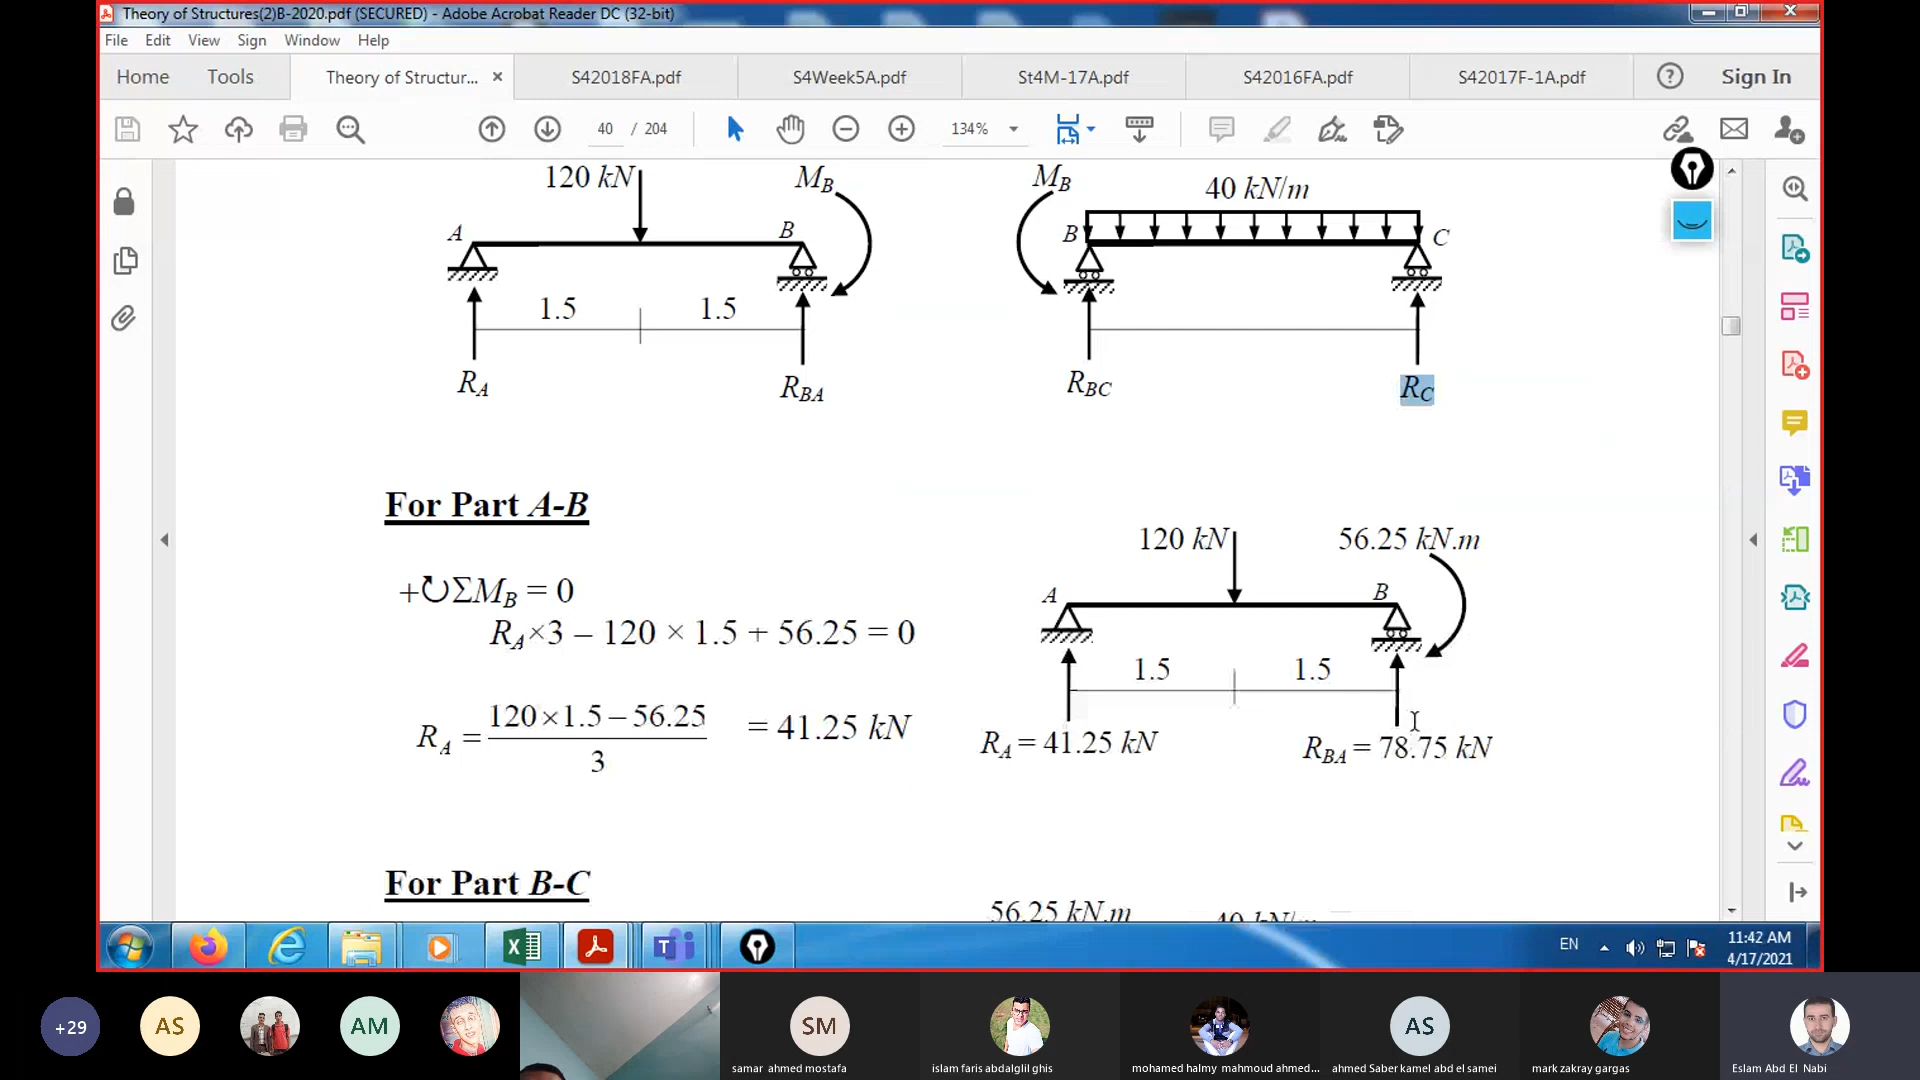 Theory of Structures(2)B-2020.pdf (SECURED) - Adobe Acrobat Reader DC (32-bit)
File Edit View Sign Window Help
Home Tools Theory of Structur... × S42018FA.pdf S4Week5A.pdf St4M-17A.pdf S42016FA.pdf S42017F-1A.pdf Sign In
40 / 204 134%
120 kN M_B M_B 40 kN/m
A B B C
1.5 1.5
R_A R_BA R_BC R_C
For Part A-B
120 kN 56.25 kN.m
+↻ΣM_B = 0
A B
R_A×3 – 120 × 1.5 + 56.25 = 0
1.5 1.5
R_A = (120×1.5–56.25)/3 = 41.25 kN
R_A = 41.25 kN R_BA = 78.75 kN
For Part B-C
56.25 kN.m 40 kN/m
EN 11:42 AM
4/17/2021
+29 AS AM SM AS
samar ahmed mostafa islam faris abdalglil ghis mohamed halmy mahmoud ahmed... ahmed Saber kamel abd el samei mark zakray gargas Eslam Abd El Nabi